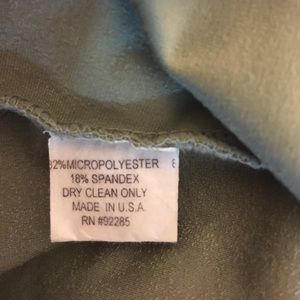 82%MICROPOLYESTER
18% SPANDEX
DRY CLEAN ONLY
MADE IN U.S.A.
RN #92285